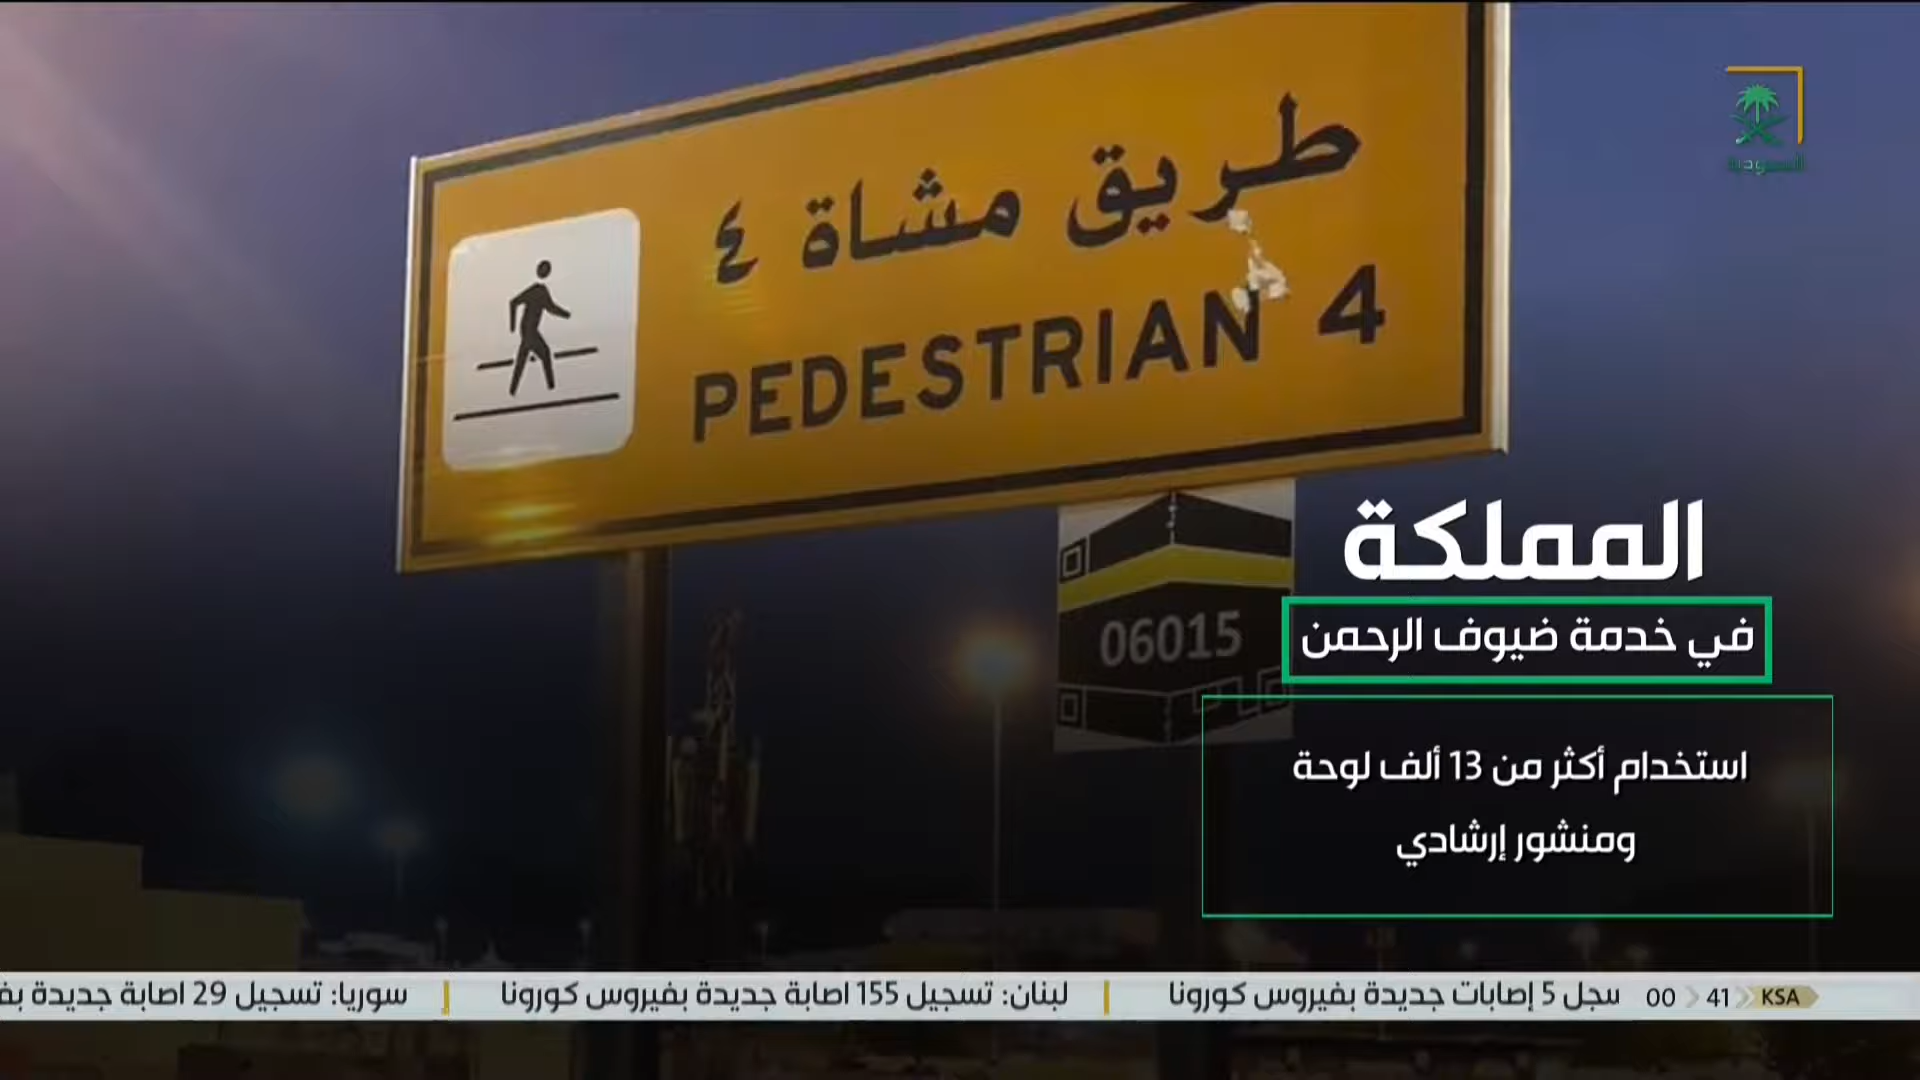 السعودية
طريق مشاة ٤
PEDESTRIAN 4
06015
المملكة
في خدمة ضيوف الرحمن
استخدام أكثر من 13 ألف لوحة
ومنشور إرشادي
KSA 41 00
سجل 5 إصابات جديدة بفيروس كورونا | لبنان: تسجيل 155 اصابة جديدة بفيروس كورونا | سوريا: تسجيل 29 اصابة جديدة بف